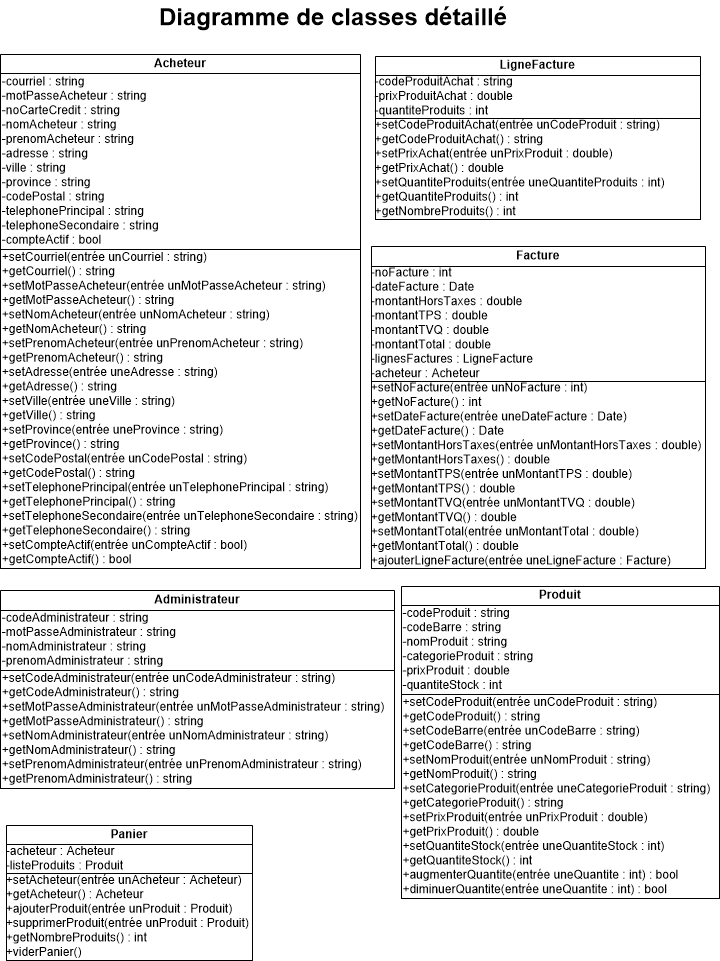 Diagramme de classes détaillé
Acheteur
-courriel : string
-motPasseAcheteur : string
-noCarteCredit : string
-nomAcheteur : string
-prenomAcheteur : string
-adresse : string
-ville : string
-province : string
-codePostal : string
-telephonePrincipal : string
-telephoneSecondaire : string
-compteActif : bool
+setCourriel(entrée unCourriel : string)
+getCourriel() : string
+setMotPasseAcheteur(entrée unMotPasseAcheteur : string)
+getMotPasseAcheteur() : string
+setNomAcheteur(entrée unNomAcheteur : string)
+getNomAcheteur() : string
+setPrenomAcheteur(entrée unPrenomAcheteur : string)
+getPrenomAcheteur() : string
+setAdresse(entrée uneAdresse : string)
+getAdresse() : string
+setVille(entrée uneVille : string)
+getVille() : string
+setProvince(entrée uneProvince : string)
+getProvince() : string
+setCodePostal(entrée unCodePostal : string)
+getCodePostal() : string
+setTelephonePrincipal(entrée unTelephonePrincipal : string)
+getTelephonePrincipal() : string
+setTelephoneSecondaire(entrée unTelephoneSecondaire : string)
+getTelephoneSecondaire() : string
+setCompteActif(entrée unCompteActif : bool)
+getCompteActif() : bool
LigneFacture
-codeProduitAchat : string
-prixProduitAchat : double
-quantiteProduits : int
+setCodeProduitAchat(entrée unCodeProduit : string)
+getCodeProduitAchat() : string
+setPrixAchat(entrée unPrixProduit : double)
+getPrixAchat() : double
+setQuantiteProduits(entrée uneQuantiteProduits : int)
+getQuantiteProduits() : int
+getNombreProduits() : int
Facture
-noFacture : int
-dateFacture : Date
-montantHorsTaxes : double
-montantTPS : double
-montantTVQ : double
-montantTotal : double
-lignesFactures : LigneFacture
-acheteur : Acheteur
+setNoFacture(entrée unNoFacture : int)
+getNoFacture() : int
+setDateFacture(entrée uneDateFacture : Date)
+getDateFacture() : Date
+setMontantHorsTaxes(entrée unMontantHorsTaxes : double)
+getMontantHorsTaxes() : double
+setMontantTPS(entrée unMontantTPS : double)
+getMontantTPS() : double
+setMontantTVQ(entrée unMontantTVQ : double)
+getMontantTVQ() : double
+setMontantTotal(entrée unMontantTotal : double)
+getMontantTotal() : double
+ajouterLigneFacture(entrée uneLigneFacture : Facture)
Administrateur
-codeAdministrateur : string
-motPasseAdministrateur : string
-nomAdministrateur : string
-prenomAdministrateur : string
+setCodeAdministrateur(entrée unCodeAdministrateur : string)
+getCodeAdministrateur() : string
+setMotPasseAdministrateur(entrée unMotPasseAdministrateur : string)
+getMotPasseAdministrateur() : string
+setNomAdministrateur(entrée unNomAdministrateur : string)
+getNomAdministrateur() : string
+setPrenomAdministrateur(entrée unPrenomAdministrateur : string)
+getPrenomAdministrateur() : string
Produit
-codeProduit : string
-codeBarre : string
-nomProduit : string
-categorieProduit : string
-prixProduit : double
-quantiteStock : int
+setCodeProduit(entrée unCodeProduit : string)
+getCodeProduit() : string
+setCodeBarre(entrée unCodeBarre : string)
+getCodeBarre() : string
+setNomProduit(entrée unNomProduit : string)
+getNomProduit() : string
+setCategorieProduit(entrée uneCategorieProduit : string)
+getCategorieProduit() : string
+setPrixProduit(entrée unPrixProduit : double)
+getPrixProduit() : double
+setQuantiteStock(entrée uneQuantiteStock : int)
+getQuantiteStock() : int
+augmenterQuantite(entrée uneQuantite : int) : bool
+diminuerQuantite(entrée uneQuantite : int) : bool
Panier
-acheteur : Acheteur
-listeProduits : Produit
+setAcheteur(entrée unAcheteur : Acheteur)
+getAcheteur() : Acheteur
+ajouterProduit(entrée unProduit : Produit)
+supprimerProduit(entrée unProduit : Produit)
+getNombreProduits() : int
+viderPanier()